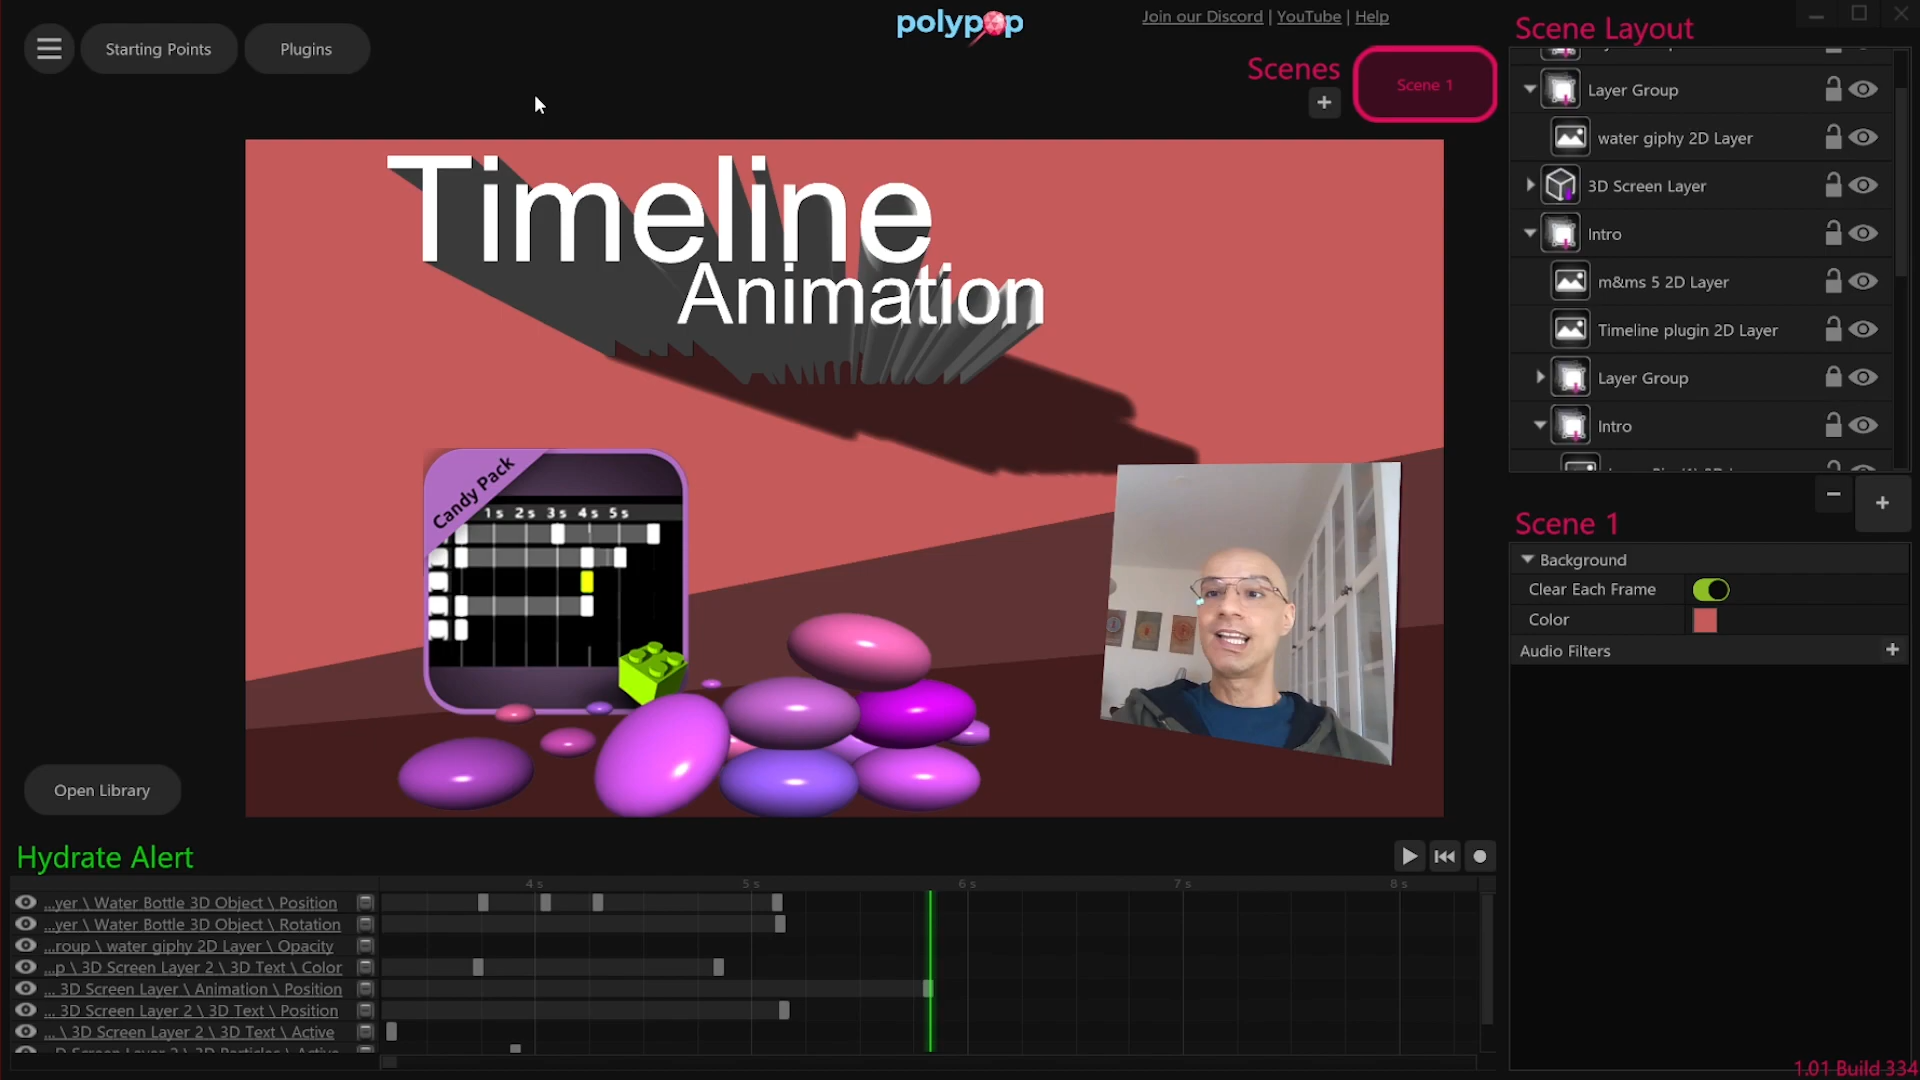 Starting Points
Plugins
polypop
Join our Discord | YouTube | Help
Scenes
+
Scene 1
Scene Layout
Layer Group
water giphy 2D Layer
3D Screen Layer
Intro
m&ms 5 2D Layer
Timeline plugin 2D Layer
Layer Group
Intro
Scene 1
Background
Clear Each Frame
Color
Audio Filters
Timeline
Animation
Candy Pack
1s 2s 3s 4s 5s
Open Library
Hydrate Alert
4s 5s 6s 7s 8s
...yer \ Water Bottle 3D Object \ Position
...yer \ Water Bottle 3D Object \ Rotation
...roup \ water giphy 2D Layer \ Opacity
...p \ 3D Screen Layer 2 \ 3D Text \ Color
... 3D Screen Layer \ Animation \ Position
... 3D Screen Layer 2 \ 3D Text \ Position
... \ 3D Screen Layer 2 \ 3D Text \ Active
1.01 Build 334